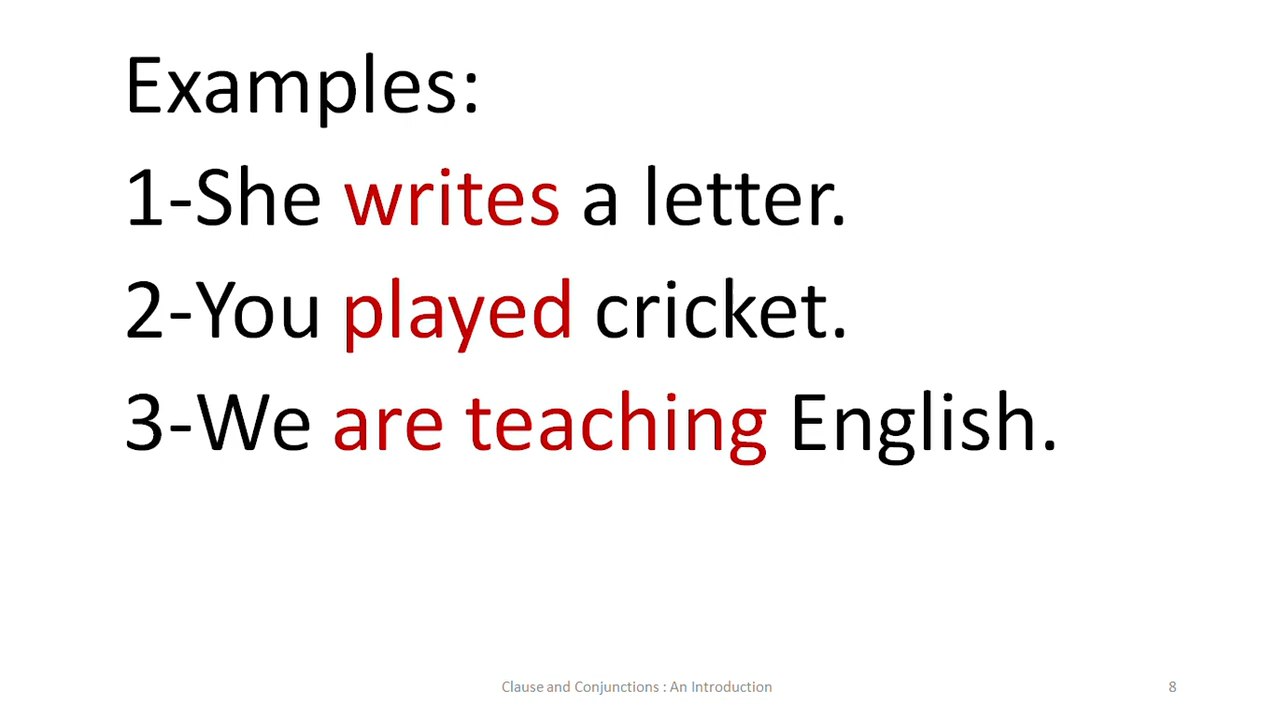 Examples:
1-She writes a letter.
2-You played cricket.
3-We are teaching English.
Clause and Conjunctions : An Introduction
8